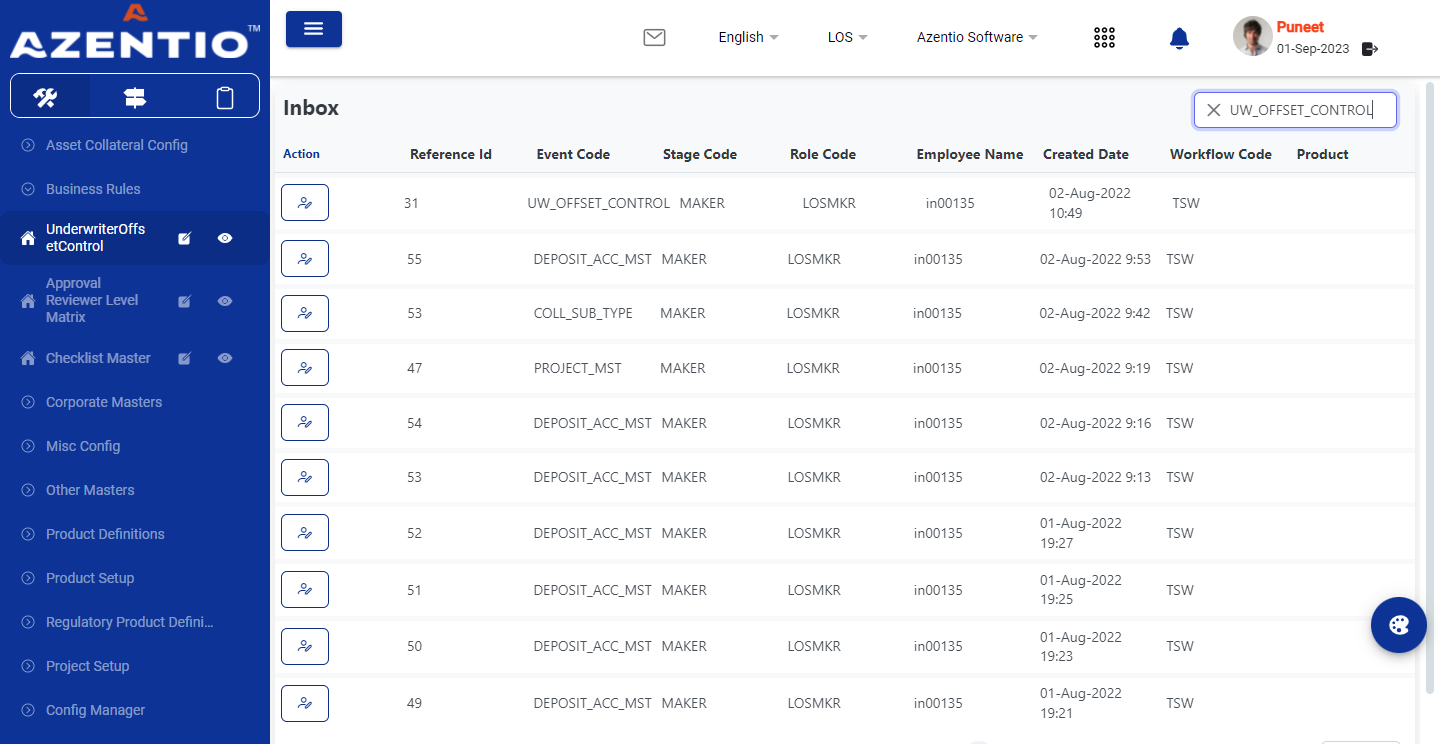 AZENTIO™
English
LOS
Azentio Software
Puneet
01-Sep-2023
Asset Collateral Config
Business Rules
UnderwriterOffs
etControl
Approval
Reviewer Level
Matrix
Checklist Master
Corporate Masters
Misc Config
Other Masters
Product Definitions
Product Setup
Regulatory Product Defini...
Project Setup
Config Manager
Inbox
UW_OFFSET_CONTROL
Action Reference Id Event Code Stage Code Role Code Employee Name Created Date Workflow Code Product
31 UW_OFFSET_CONTROL MAKER LOSMKR in00135 02-Aug-2022 TSW
10:49
55 DEPOSIT_ACC_MST MAKER LOSMKR in00135 02-Aug-2022 9:53 TSW
53 COLL_SUB_TYPE MAKER LOSMKR in00135 02-Aug-2022 9:42 TSW
47 PROJECT_MST MAKER LOSMKR in00135 02-Aug-2022 9:19 TSW
54 DEPOSIT_ACC_MST MAKER LOSMKR in00135 02-Aug-2022 9:16 TSW
53 DEPOSIT_ACC_MST MAKER LOSMKR in00135 02-Aug-2022 9:13 TSW
52 DEPOSIT_ACC_MST MAKER LOSMKR in00135 01-Aug-2022 TSW
19:27
51 DEPOSIT_ACC_MST MAKER LOSMKR in00135 01-Aug-2022 TSW
19:25
50 DEPOSIT_ACC_MST MAKER LOSMKR in00135 01-Aug-2022 TSW
19:23
49 DEPOSIT_ACC_MST MAKER LOSMKR in00135 01-Aug-2022 TSW
19:21